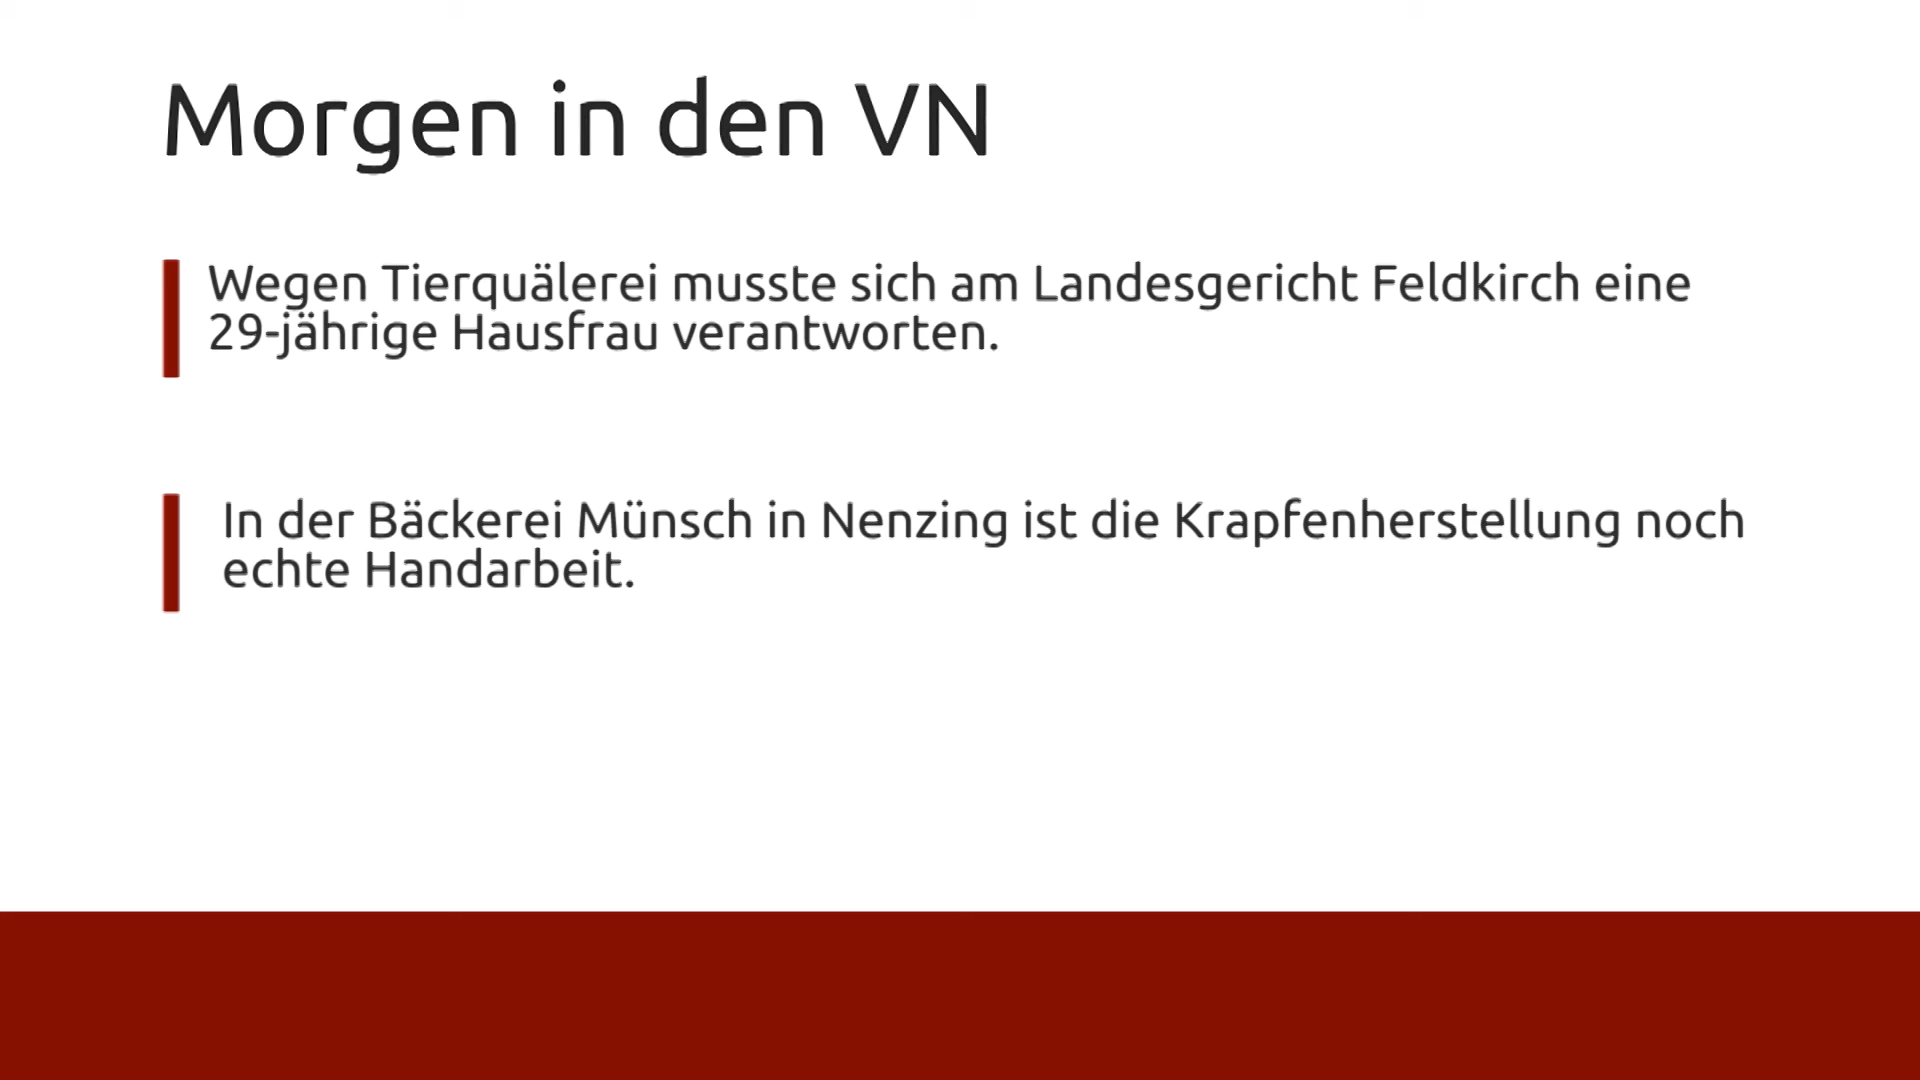 Morgen in den VN
Wegen Tierquälerei musste sich am Landesgericht Feldkirch eine
29-jährige Hausfrau verantworten.
In der Bäckerei Münsch in Nenzing ist die Krapfenherstellung noch
echte Handarbeit.